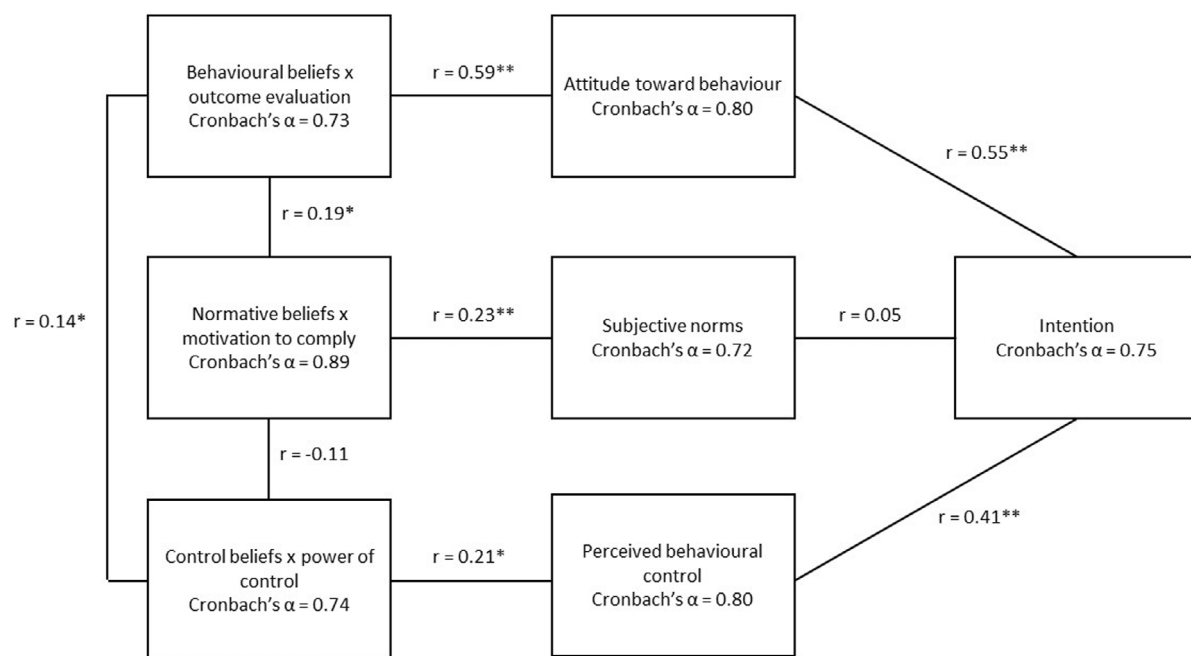 Behavioural beliefs x
outcome evaluation
Cronbach's α = 0.73
r = 0.59**
Attitude toward behaviour
Cronbach's α = 0.80
r = 0.55**
r = 0.19*
r = 0.14*
Normative beliefs x
motivation to comply
Cronbach's α = 0.89
r = 0.23**
Subjective norms
Cronbach's α = 0.72
r = 0.05
Intention
Cronbach's α = 0.75
r = -0.11
r = 0.41**
Control beliefs x power of
control
Cronbach's α = 0.74
r = 0.21*
Perceived behavioural
control
Cronbach's α = 0.80